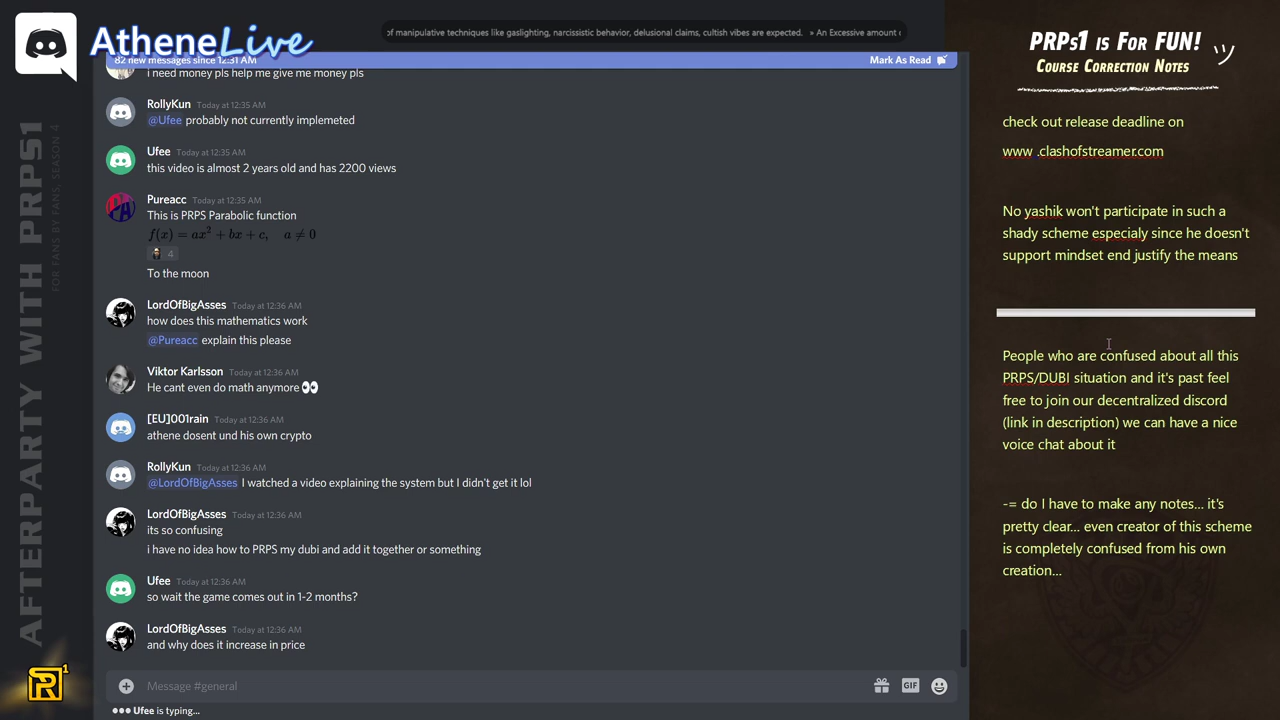 AtheneLive
of manipulative techniques like gaslighting, narcissistic behavior, delusional claims, cultish vibes are expected. » An Excessive amount
82 new messages since 12:31 AM
Mark As Read
i need money pls help me give me money pls
RollyKun Today at 12:35 AM
@Ufee probably not currently implemeted
Ufee Today at 12:35 AM
this video is almost 2 years old and has 2200 views
Pureacc Today at 12:35 AM
This is PRPS Parabolic function
f(x) = ax² + bx + c, a ≠ 0
4
To the moon
LordOfBigAsses Today at 12:36 AM
how does this mathematics work
@Pureacc explain this please
Viktor Karlsson Today at 12:36 AM
He cant even do math anymore 👀
[EU]001rain Today at 12:36 AM
athene dosent und his own crypto
RollyKun Today at 12:36 AM
@LordOfBigAsses I watched a video explaining the system but I didn't get it lol
LordOfBigAsses Today at 12:36 AM
its so confusing
i have no idea how to PRPS my dubi and add it together or something
Ufee Today at 12:36 AM
so wait the game comes out in 1-2 months?
LordOfBigAsses Today at 12:36 AM
and why does it increase in price
Message #general
GIF
Ufee is typing...
AFTERPARTY WITH PRPS1
FOR FANS BY FANS, SEASON 4
1
PRPs1 is For FUN! ツ
Course Correction Notes
check out release deadline on
www .clashofstreamer.com
No yashik won't participate in such a
shady scheme especialy since he doesn't
support mindset end justify the means
People who are confused about all this
PRPS/DUBI situation and it's past feel
free to join our decentralized discord
(link in description) we can have a nice
voice chat about it
-= do I have to make any notes... it's
pretty clear... even creator of this scheme
is completely confused from his own
creation...